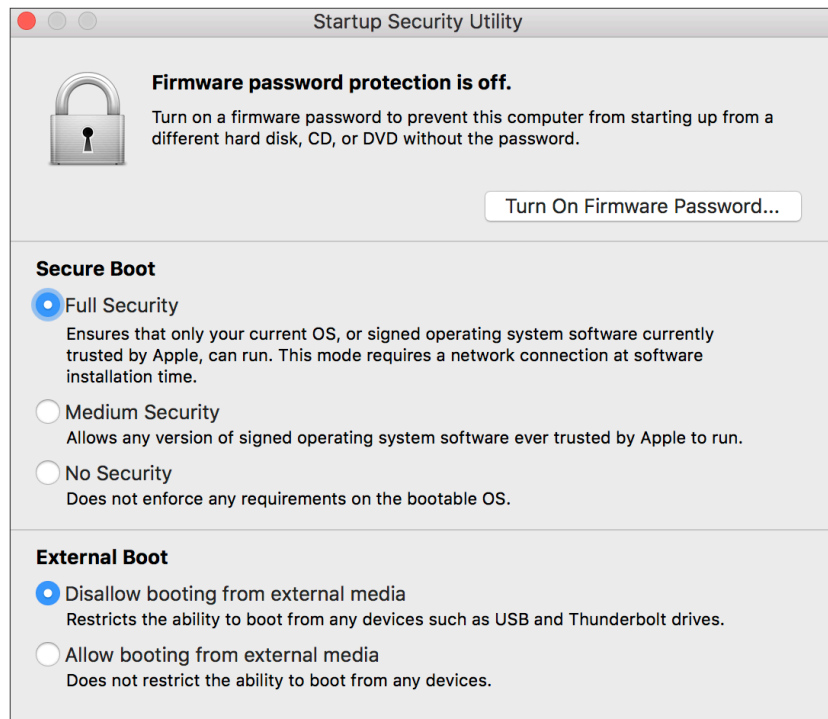 Startup Security Utility
Firmware password protection is off.
Turn on a firmware password to prevent this computer from starting up from a
different hard disk, CD, or DVD without the password.
Turn On Firmware Password...
Secure Boot
Full Security
Ensures that only your current OS, or signed operating system software currently
trusted by Apple, can run. This mode requires a network connection at software
installation time.
Medium Security
Allows any version of signed operating system software ever trusted by Apple to run.
No Security
Does not enforce any requirements on the bootable OS.
External Boot
Disallow booting from external media
Restricts the ability to boot from any devices such as USB and Thunderbolt drives.
Allow booting from external media
Does not restrict the ability to boot from any devices.